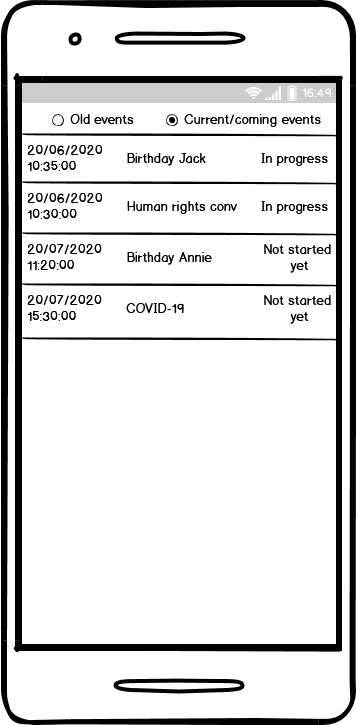 16:49
Old events Current/coming events
20/06/2020
10:35:00 Birthday Jack In progress
20/06/2020
10:30:00 Human rights conv In progress
20/07/2020
11:20:00 Birthday Annie Not started
yet
20/07/2020
15:30:00 COVID-19 Not started
yet